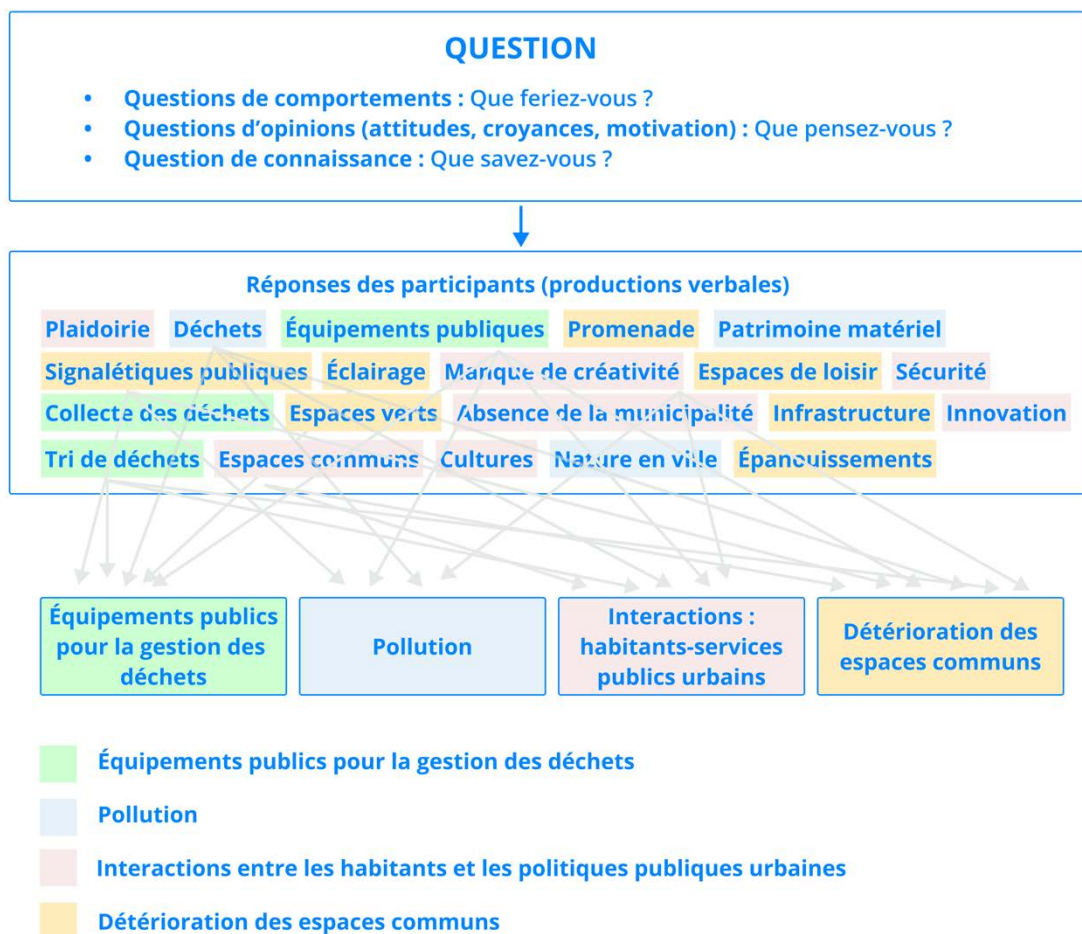 QUESTION
• Questions de comportements : Que feriez-vous ?
• Questions d'opinions (attitudes, croyances, motivation) : Que pensez-vous ?
• Question de connaissance : Que savez-vous ?
Réponses des participants (productions verbales)
Plaidoirie Déchets Équipements publiques Promenade Patrimoine matériel
Signalétiques publiques Éclairage Manque de créativité Espaces de loisir Sécurité
Collecte des déchets Espaces verts Absence de la municipalité Infrastructure Innovation
Tri de déchets Espaces communs Cultures Nature en ville Épanouissements
Équipements publics
pour la gestion des
déchets
Pollution
Interactions :
habitants-services
publics urbains
Détérioration des
espaces communs
Équipements publics pour la gestion des déchets
Pollution
Interactions entre les habitants et les politiques publiques urbaines
Détérioration des espaces communs